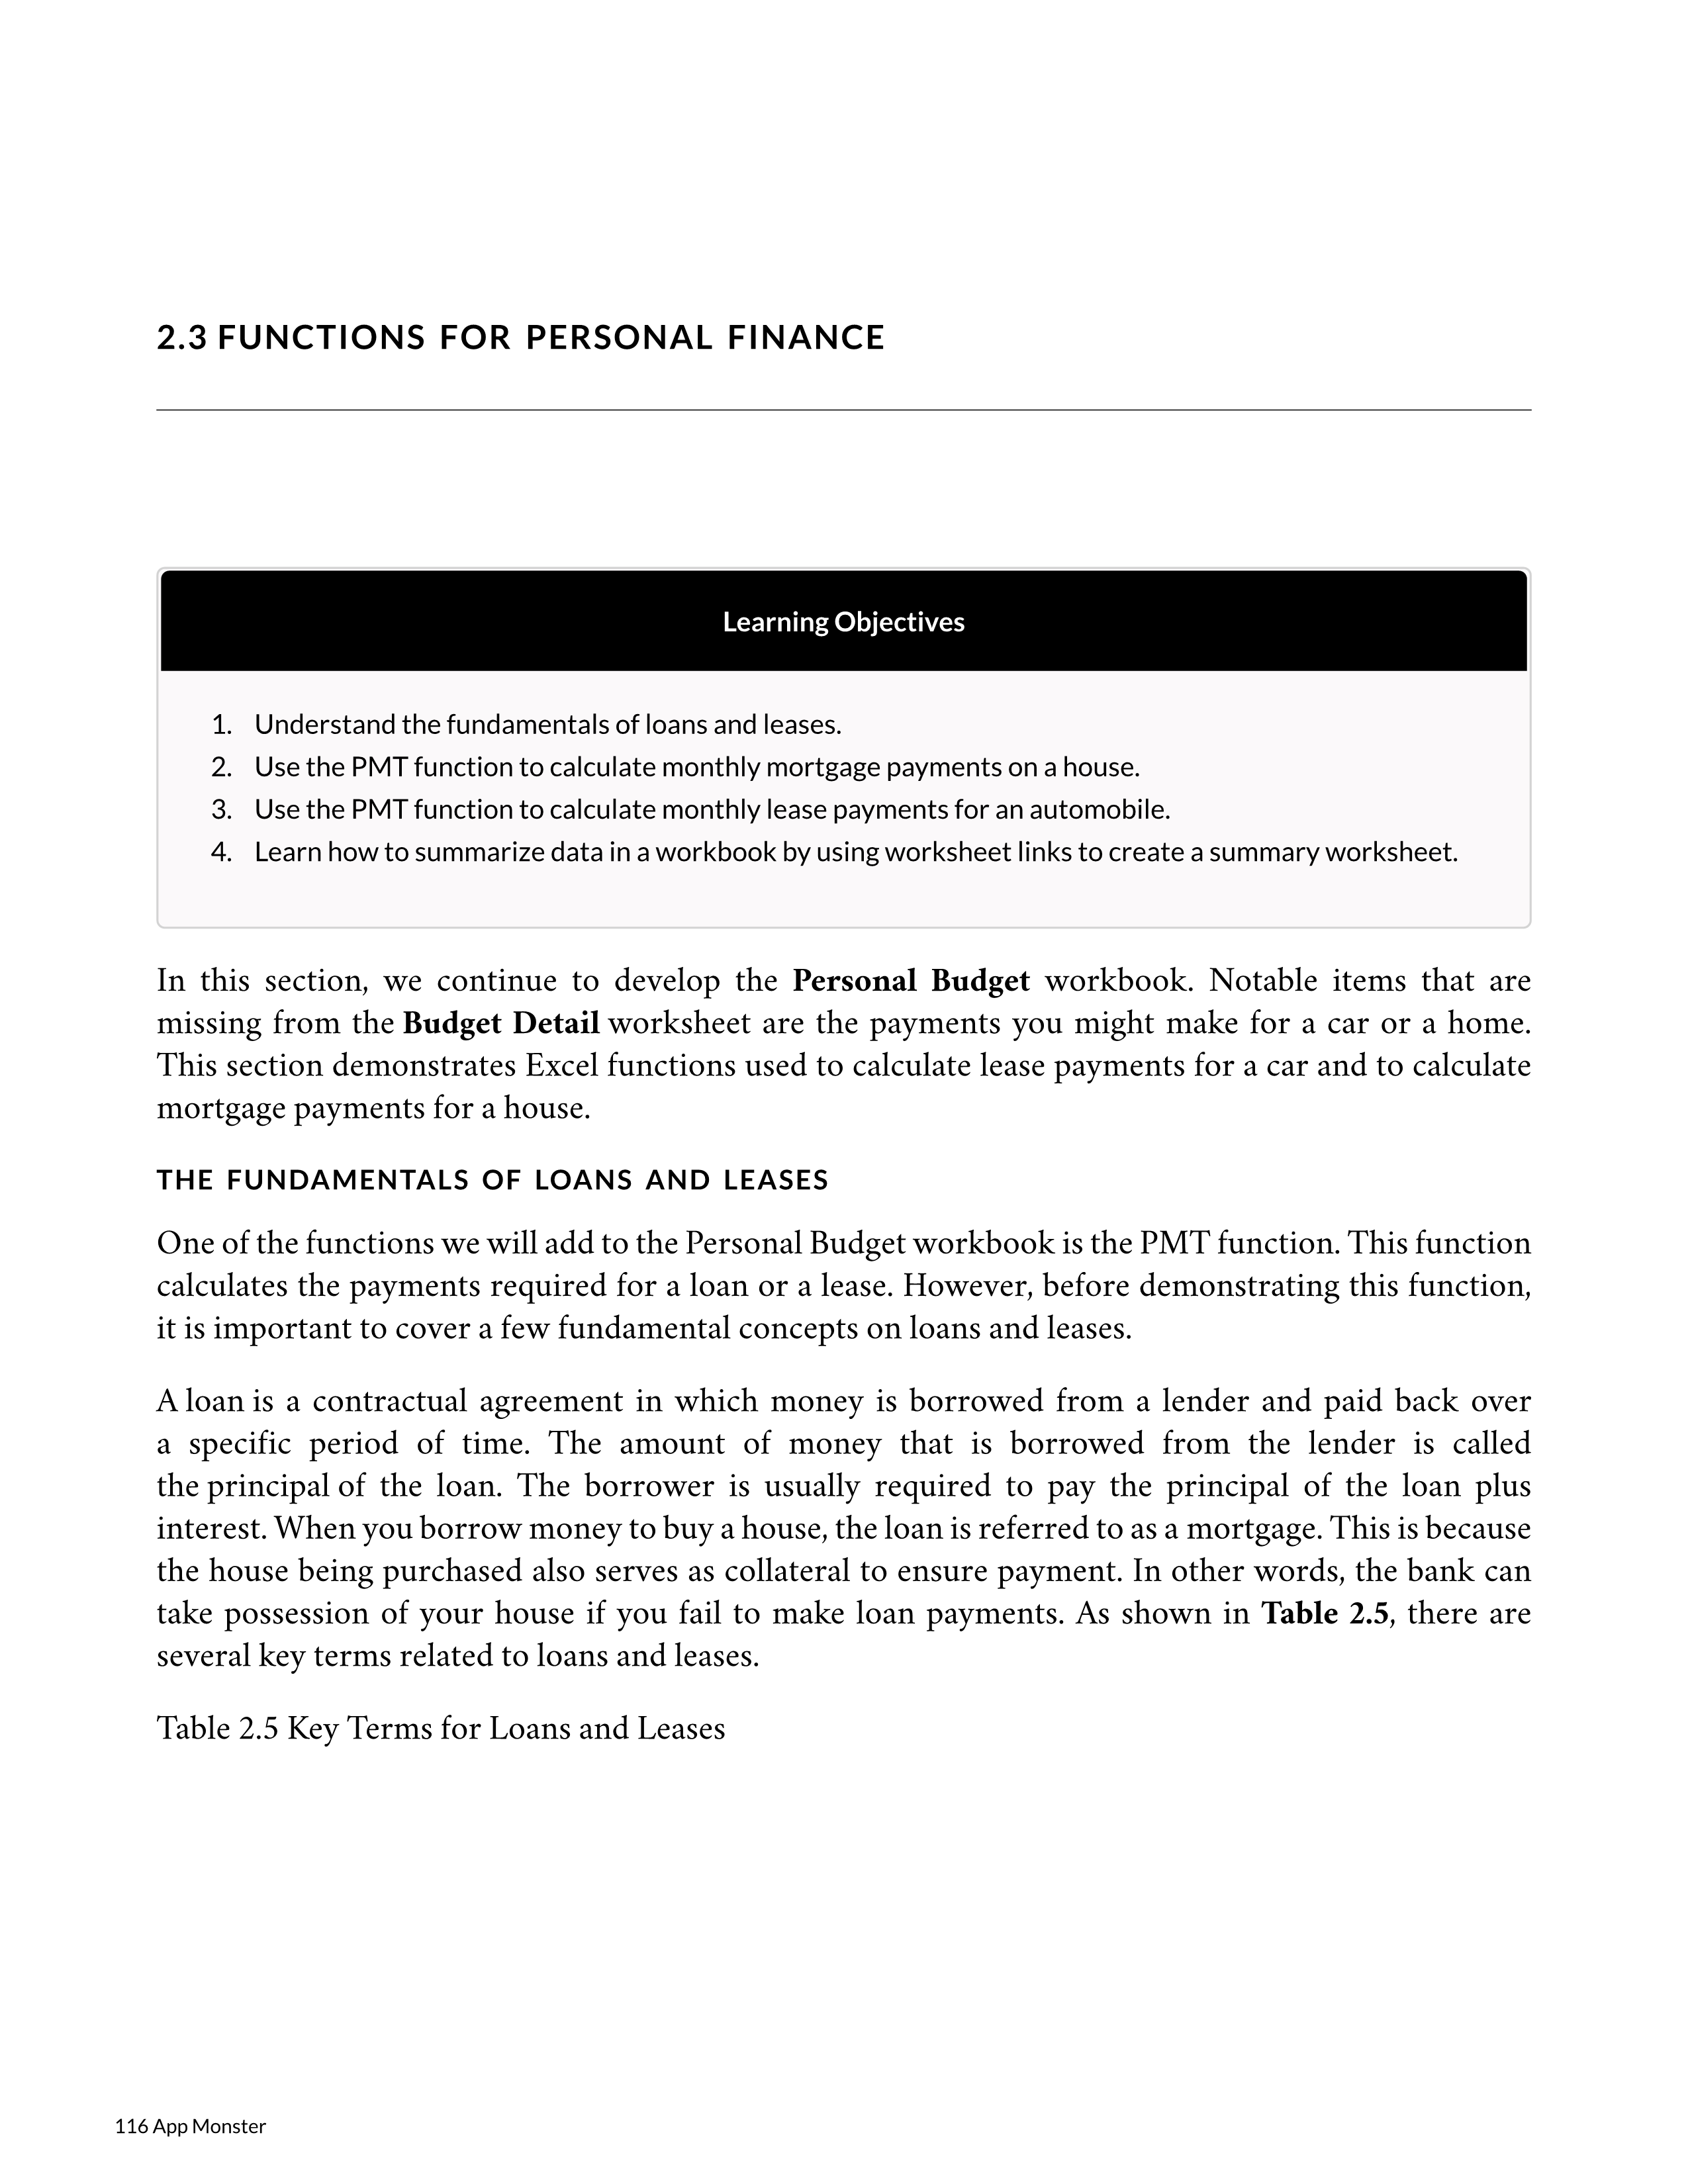 2.3 FUNCTIONS FOR PERSONAL FINANCE
Learning Objectives
1. Understand the fundamentals of loans and leases.
2. Use the PMT function to calculate monthly mortgage payments on a house.
3. Use the PMT function to calculate monthly lease payments for an automobile.
4. Learn how to summarize data in a workbook by using worksheet links to create a summary worksheet.
In this section, we continue to develop the Personal Budget workbook. Notable items that are
missing from the Budget Detail worksheet are the payments you might make for a car or a home.
This section demonstrates Excel functions used to calculate lease payments for a car and to calculate
mortgage payments for a house.
THE FUNDAMENTALS OF LOANS AND LEASES
One of the functions we will add to the Personal Budget workbook is the PMT function. This function
calculates the payments required for a loan or a lease. However, before demonstrating this function,
it is important to cover a few fundamental concepts on loans and leases.
A loan is a contractual agreement in which money is borrowed from a lender and paid back over
a specific period of time. The amount of money that is borrowed from the lender is called
the principal of the loan. The borrower is usually required to pay the principal of the loan plus
interest. When you borrow money to buy a house, the loan is referred to as a mortgage. This is because
the house being purchased also serves as collateral to ensure payment. In other words, the bank can
take possession of your house if you fail to make loan payments. As shown in Table 2.5, there are
several key terms related to loans and leases.
Table 2.5 Key Terms for Loans and Leases
116 App Monster